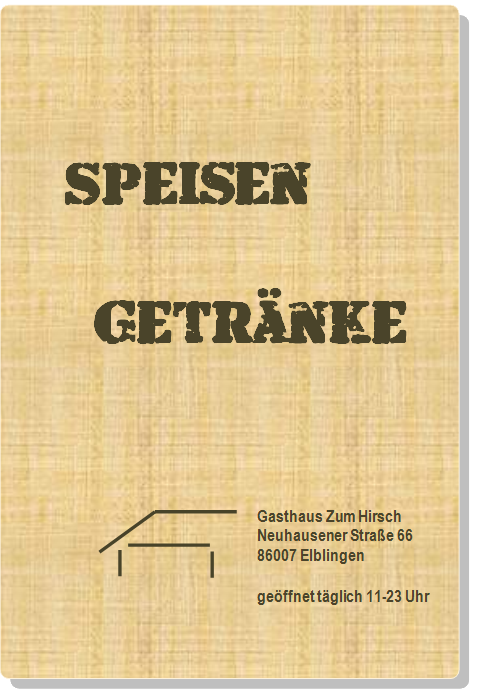 SPEISEN
GETRÄNKE
Gasthaus Zum Hirsch
Neuhausener Straße 66
86007 Elblingen
geöffnet täglich 11-23 Uhr